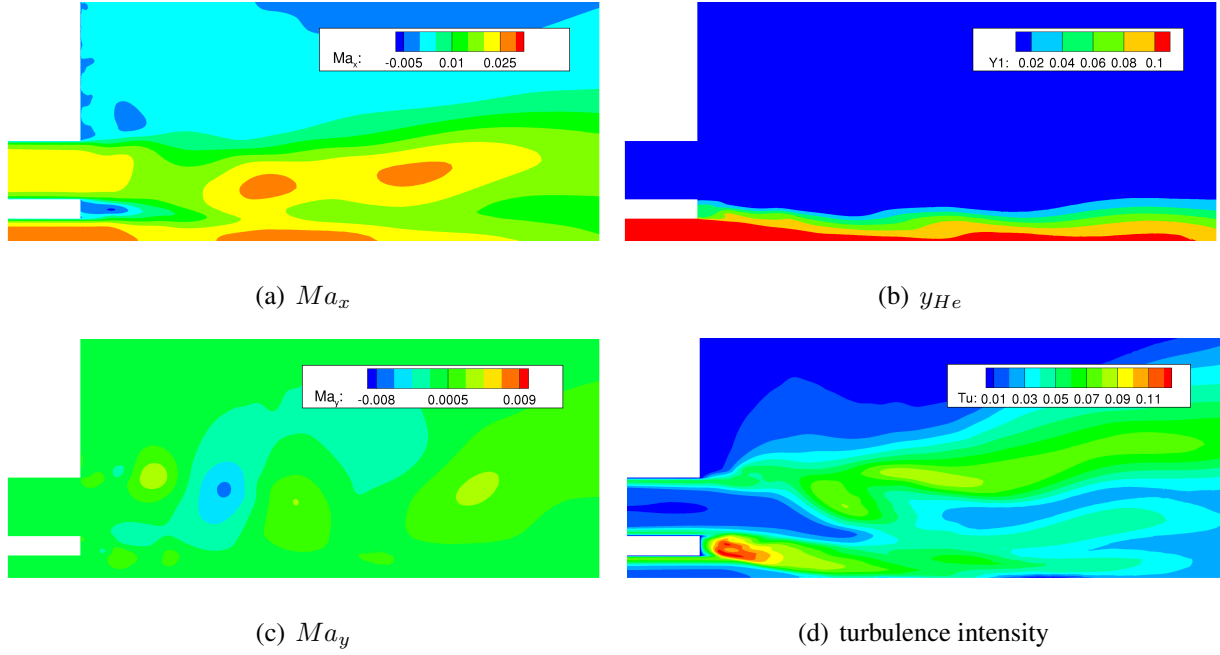 Ma_x: -0.005 0.01 0.025
Y1: 0.02 0.04 0.06 0.08 0.1
(a) Ma_x
(b) y_He
Ma_y: -0.008 0.0005 0.009
Tu: 0.01 0.03 0.05 0.07 0.09 0.11
(c) Ma_y
(d) turbulence intensity